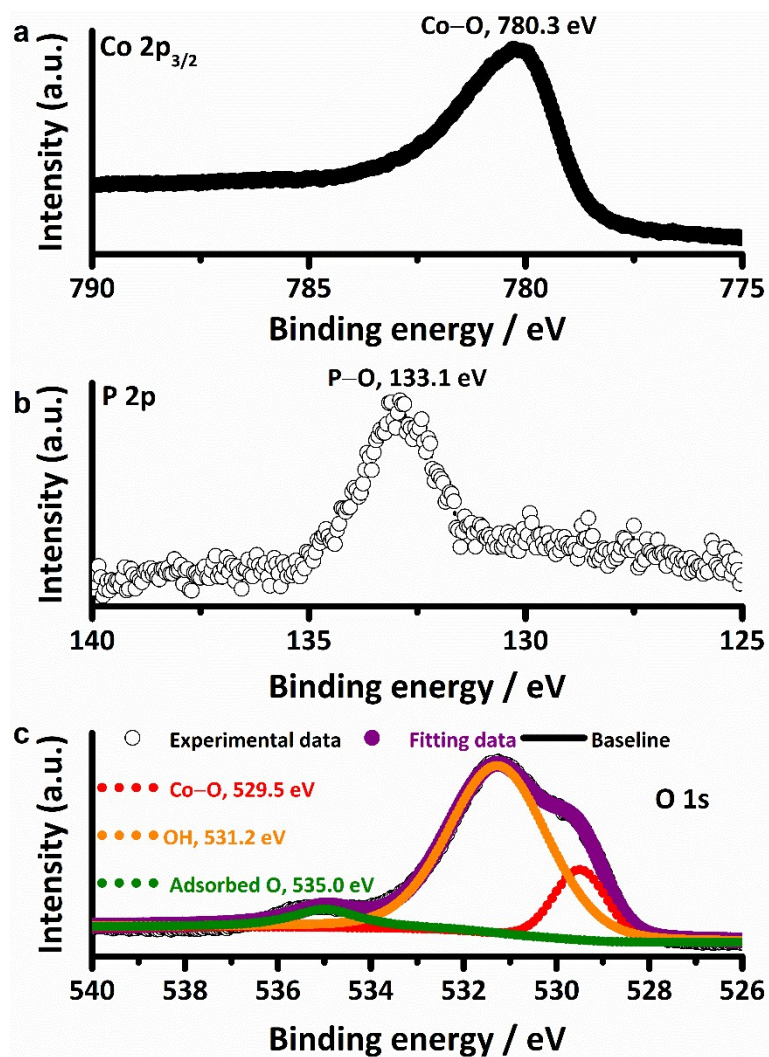 a
Co 2p3/2
Co−O, 780.3 eV
Intensity (a.u.)
790 785 780 775
Binding energy / eV
b
P 2p
P−O, 133.1 eV
Intensity (a.u.)
140 135 130 125
Binding energy / eV
c
Experimental data Fitting data Baseline
Co−O, 529.5 eV
O 1s
OH, 531.2 eV
Adsorbed O, 535.0 eV
Intensity (a.u.)
540 538 536 534 532 530 528 526
Binding energy / eV